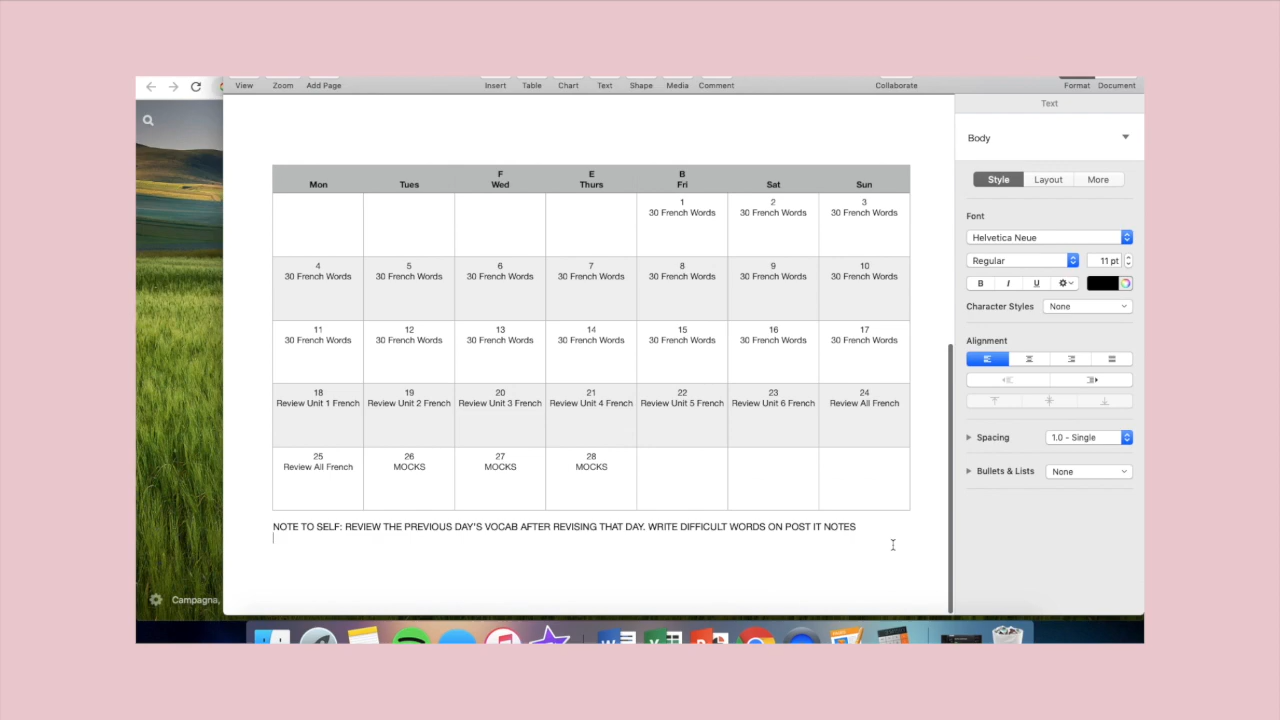 View Zoom Add Page Insert Table Chart Text Shape Media Comment Collaborate Format Document
Text
Body
Style Layout More
Font
Helvetica Neue
Regular 11 pt
B I U
Character Styles None
Alignment
Spacing 1.0 - Single
Bullets & Lists None
F E B
Mon Tues Wed Thurs Fri Sat Sun
1 2 3
30 French Words 30 French Words 30 French Words
4 5 6 7 8 9 10
30 French Words 30 French Words 30 French Words 30 French Words 30 French Words 30 French Words 30 French Words
11 12 13 14 15 16 17
30 French Words 30 French Words 30 French Words 30 French Words 30 French Words 30 French Words 30 French Words
18 19 20 21 22 23 24
Review Unit 1 French Review Unit 2 French Review Unit 3 French Review Unit 4 French Review Unit 5 French Review Unit 6 French Review All French
25 26 27 28
Review All French MOCKS MOCKS MOCKS
NOTE TO SELF: REVIEW THE PREVIOUS DAY'S VOCAB AFTER REVISING THAT DAY. WRITE DIFFICULT WORDS ON POST IT NOTES
Campagna,